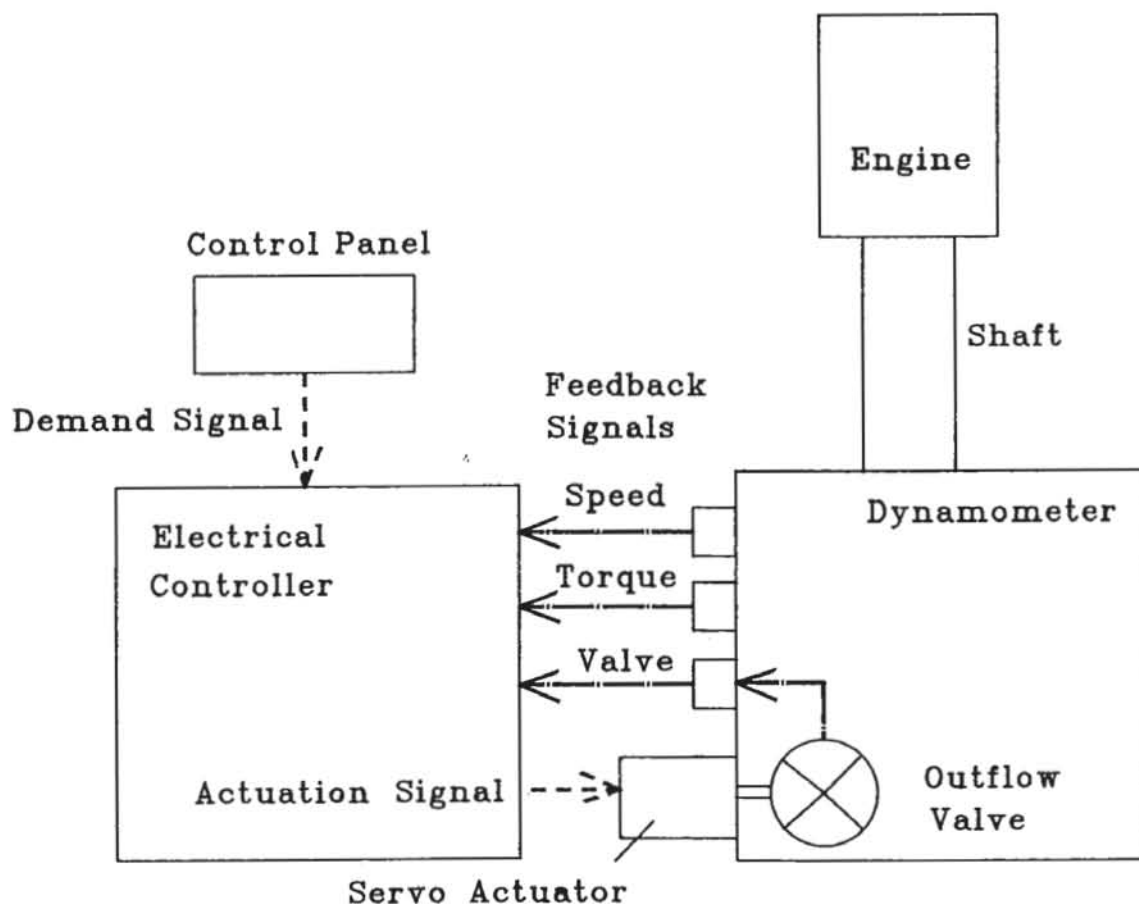 Engine
Control Panel
Shaft
Demand Signal
Feedback
Signals
Electrical
Controller
Speed
Torque
Valve
Dynamometer
Actuation Signal
Outflow
Valve
Servo Actuator